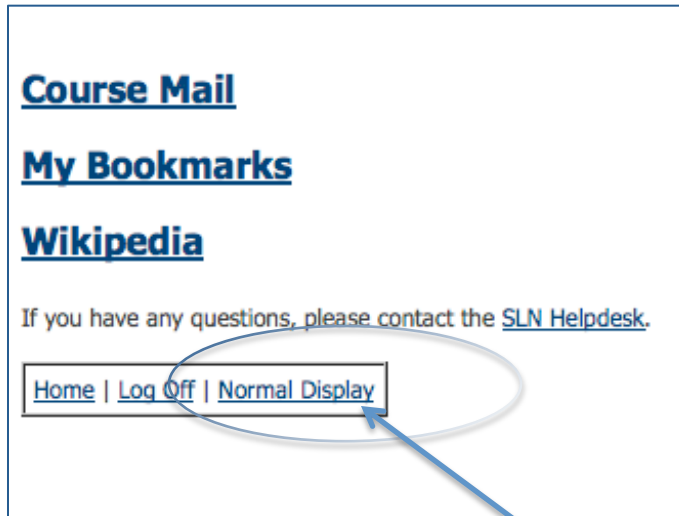 Course Mail
My Bookmarks
Wikipedia
If you have any questions, please contact the SLN Helpdesk.
Home | Log Off | Normal Display